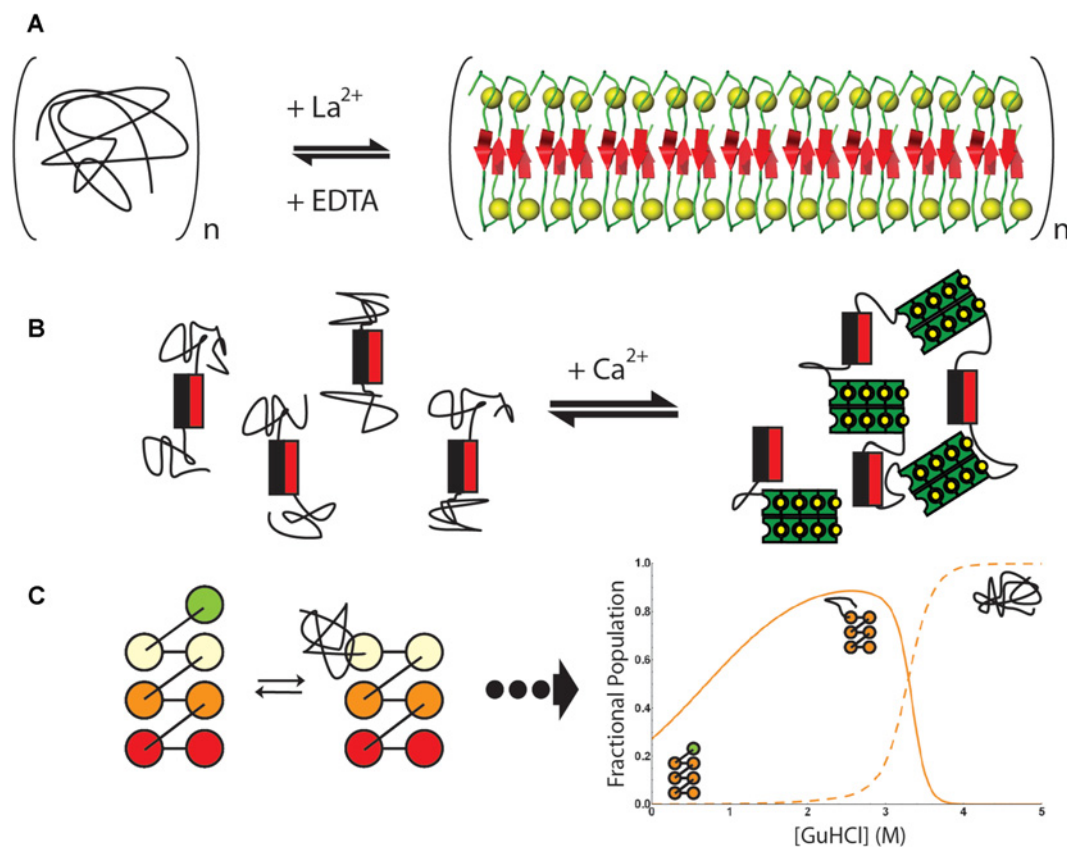 A
+ La2+
+ EDTA
n
n
B
+ Ca2+
C
Fractional Population
1.0
0.8
0.6
0.4
0.2
0.0
0
1
2
3
4
5
[GuHCl] (M)